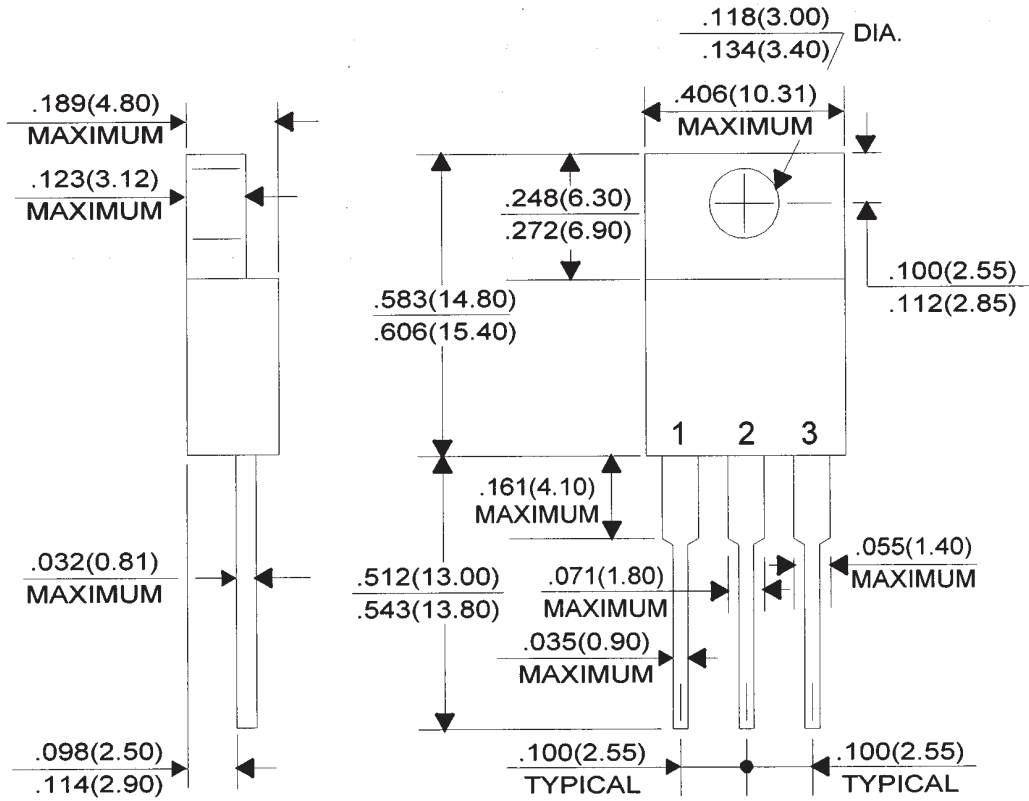 .118(3.00)
.134(3.40)
DIA.
.189(4.80)
MAXIMUM
.406(10.31)
MAXIMUM
.123(3.12)
MAXIMUM
.248(6.30)
.272(6.90)
.100(2.55)
.112(2.85)
.583(14.80)
.606(15.40)
1 2 3
.161(4.10)
MAXIMUM
.032(0.81)
MAXIMUM
.512(13.00)
.543(13.80)
.071(1.80)
MAXIMUM
.055(1.40)
MAXIMUM
.035(0.90)
MAXIMUM
.098(2.50)
.114(2.90)
.100(2.55)
TYPICAL
.100(2.55)
TYPICAL